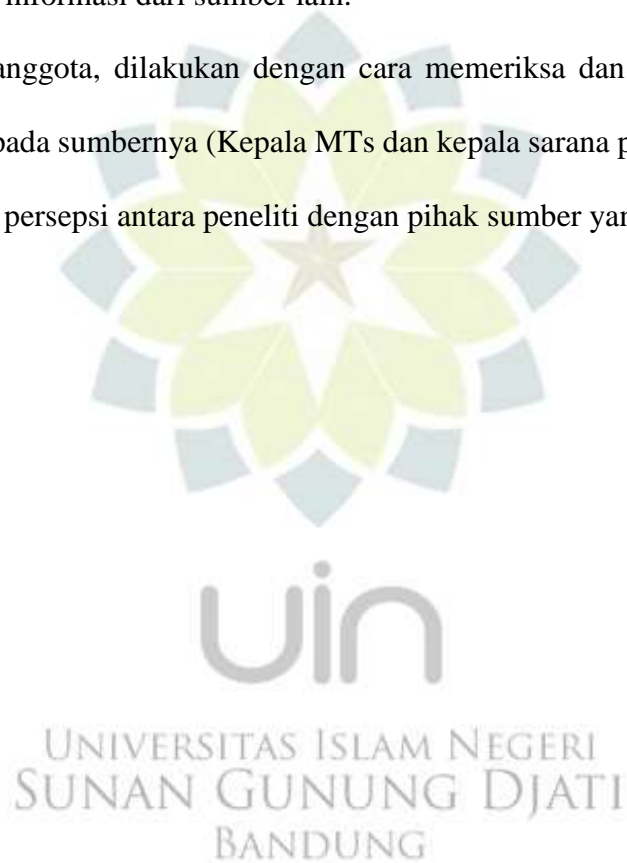 informasi dari sumber lain.
anggota, dilakukan dengan cara memeriksa dan
pada sumbernya (Kepala MTs dan kepala sarana
persepsi antara peneliti dengan pihak sumber
uin
UNIVERSITAS ISLAM NEGERI
SUNAN GUNUNG DJATI
BANDUNG